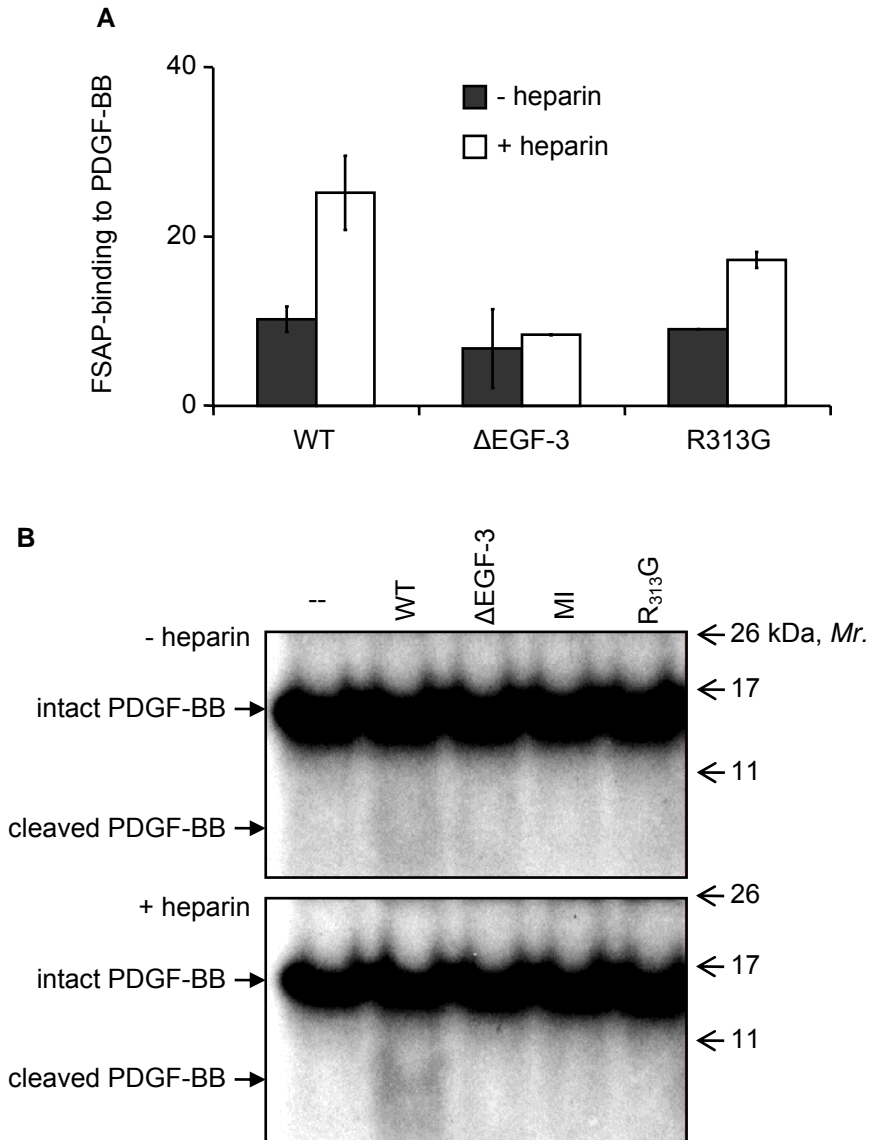 A
FSAP-binding to PDGF-BB
40
20
0
- heparin
+ heparin
WT
ΔEGF-3
R313G
B
--
WT
ΔEGF-3
MI
R₃₁₃G
- heparin
26 kDa, Mr.
intact PDGF-BB
17
11
cleaved PDGF-BB
+ heparin
26
intact PDGF-BB
17
11
cleaved PDGF-BB